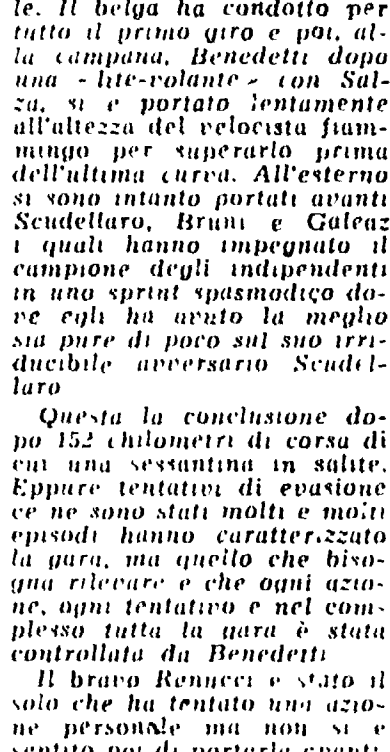 le. Il belga ha condotto per
tutto il primo giro e poi, al-
la campana, Benedetti dopo
una «lite-volante» con Sal-
za, si è portato lentamente
all'altezza del velocista fiam-
mingo per superarlo prima
dell'ultima curva. All'esterno
si sono intanto portati avanti
Scudellaro, Bruni e Galeaz
i quali hanno impegnato il
campione degli indipendenti
in uno sprint spasmodico do-
ve egli ha avuto la meglio
sia pure di poco sul suo irri-
ducibile avversario Scudel-
laro
Questa la conclusione do-
po 152 chilometri di corsa di
cui una sessantina in salite.
Eppure tentativi di evasione
ce ne sono stati molti e molti
episodi hanno caratterizzato
la gara, ma quello che biso-
gna rilevare è che ogni azio-
ne, ogni tentativo e nel com-
plesso tutta la gara è stata
controllata da Benedetti
Il bravo Renucci è stato il
solo che ha tentato una azio-
ne personale ma non si è
sentito poi di portarla avanti